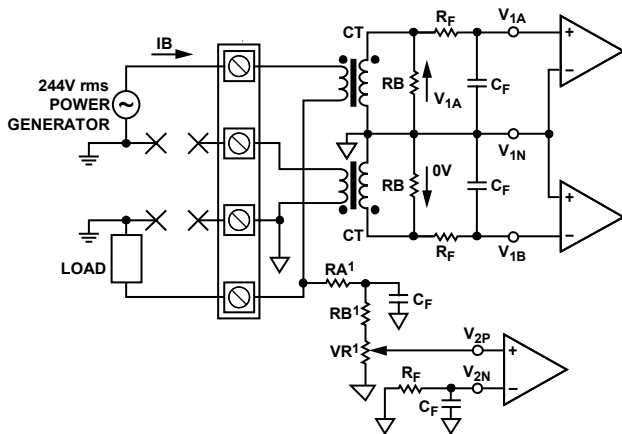 IB
244V rms
POWER
GENERATOR
~
LOAD
CT
RB
V1A
RF
CF
V1A
+
−
V1N
RB
0V
CF
CT
RF
V1B
−
+
RA¹
RB¹
CF
VR¹
V2P
+
RF
V2N
−
CF